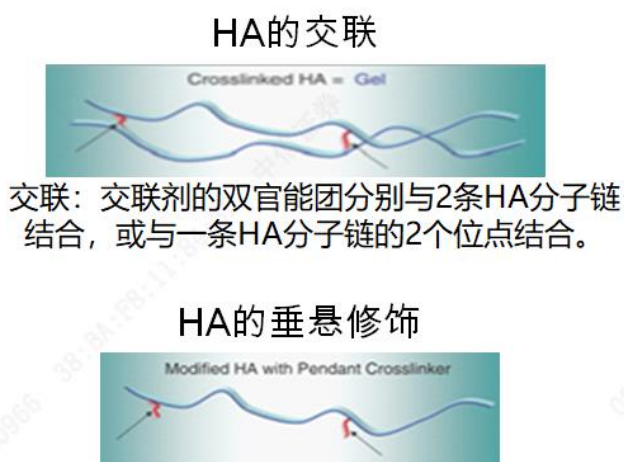 HA的交联
Crosslinked HA = Gel
交联：交联剂的双官能团分别与2条HA分子链
结合，或与一条HA分子链的2个位点结合。
HA的垂悬修饰
Modified HA with Pendant Crosslinker